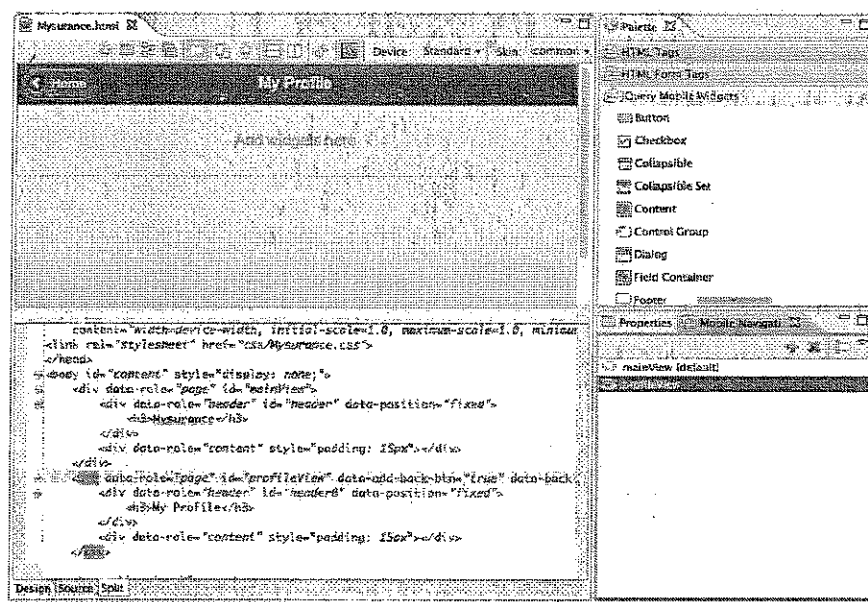 Mysurance.html
Device: Standard Skin: common
Home
My Profile
Add widgets here
content="width=device-width, initial-scale=1.0, maximum-scale=1.0, minimum
<link rel="stylesheet" href="css/Mysurance.css">
</head>
<body id="content" style="display: none;">
<div data-role="page" id="mainView">
<div data-role="header" id="header" data-position="fixed">
<h3>Mysurance</h3>
</div>
<div data-role="content" style="padding: 15px"></div>
</div>
data-role="page" id="profileView" data-add-back-btn="true" data-back
<div data-role="header" id="header0" data-position="fixed">
<h3>My Profile</h3>
</div>
<div data-role="content" style="padding: 15px"></div>
Design Source Split
Palette
HTML Tags
HTML Form Tags
jQuery Mobile Widgets
Button
Checkbox
Collapsible
Collapsible Set
Content
Control Group
Dialog
Field Container
Footer
Properties Mobile Navigati
mainView [default]